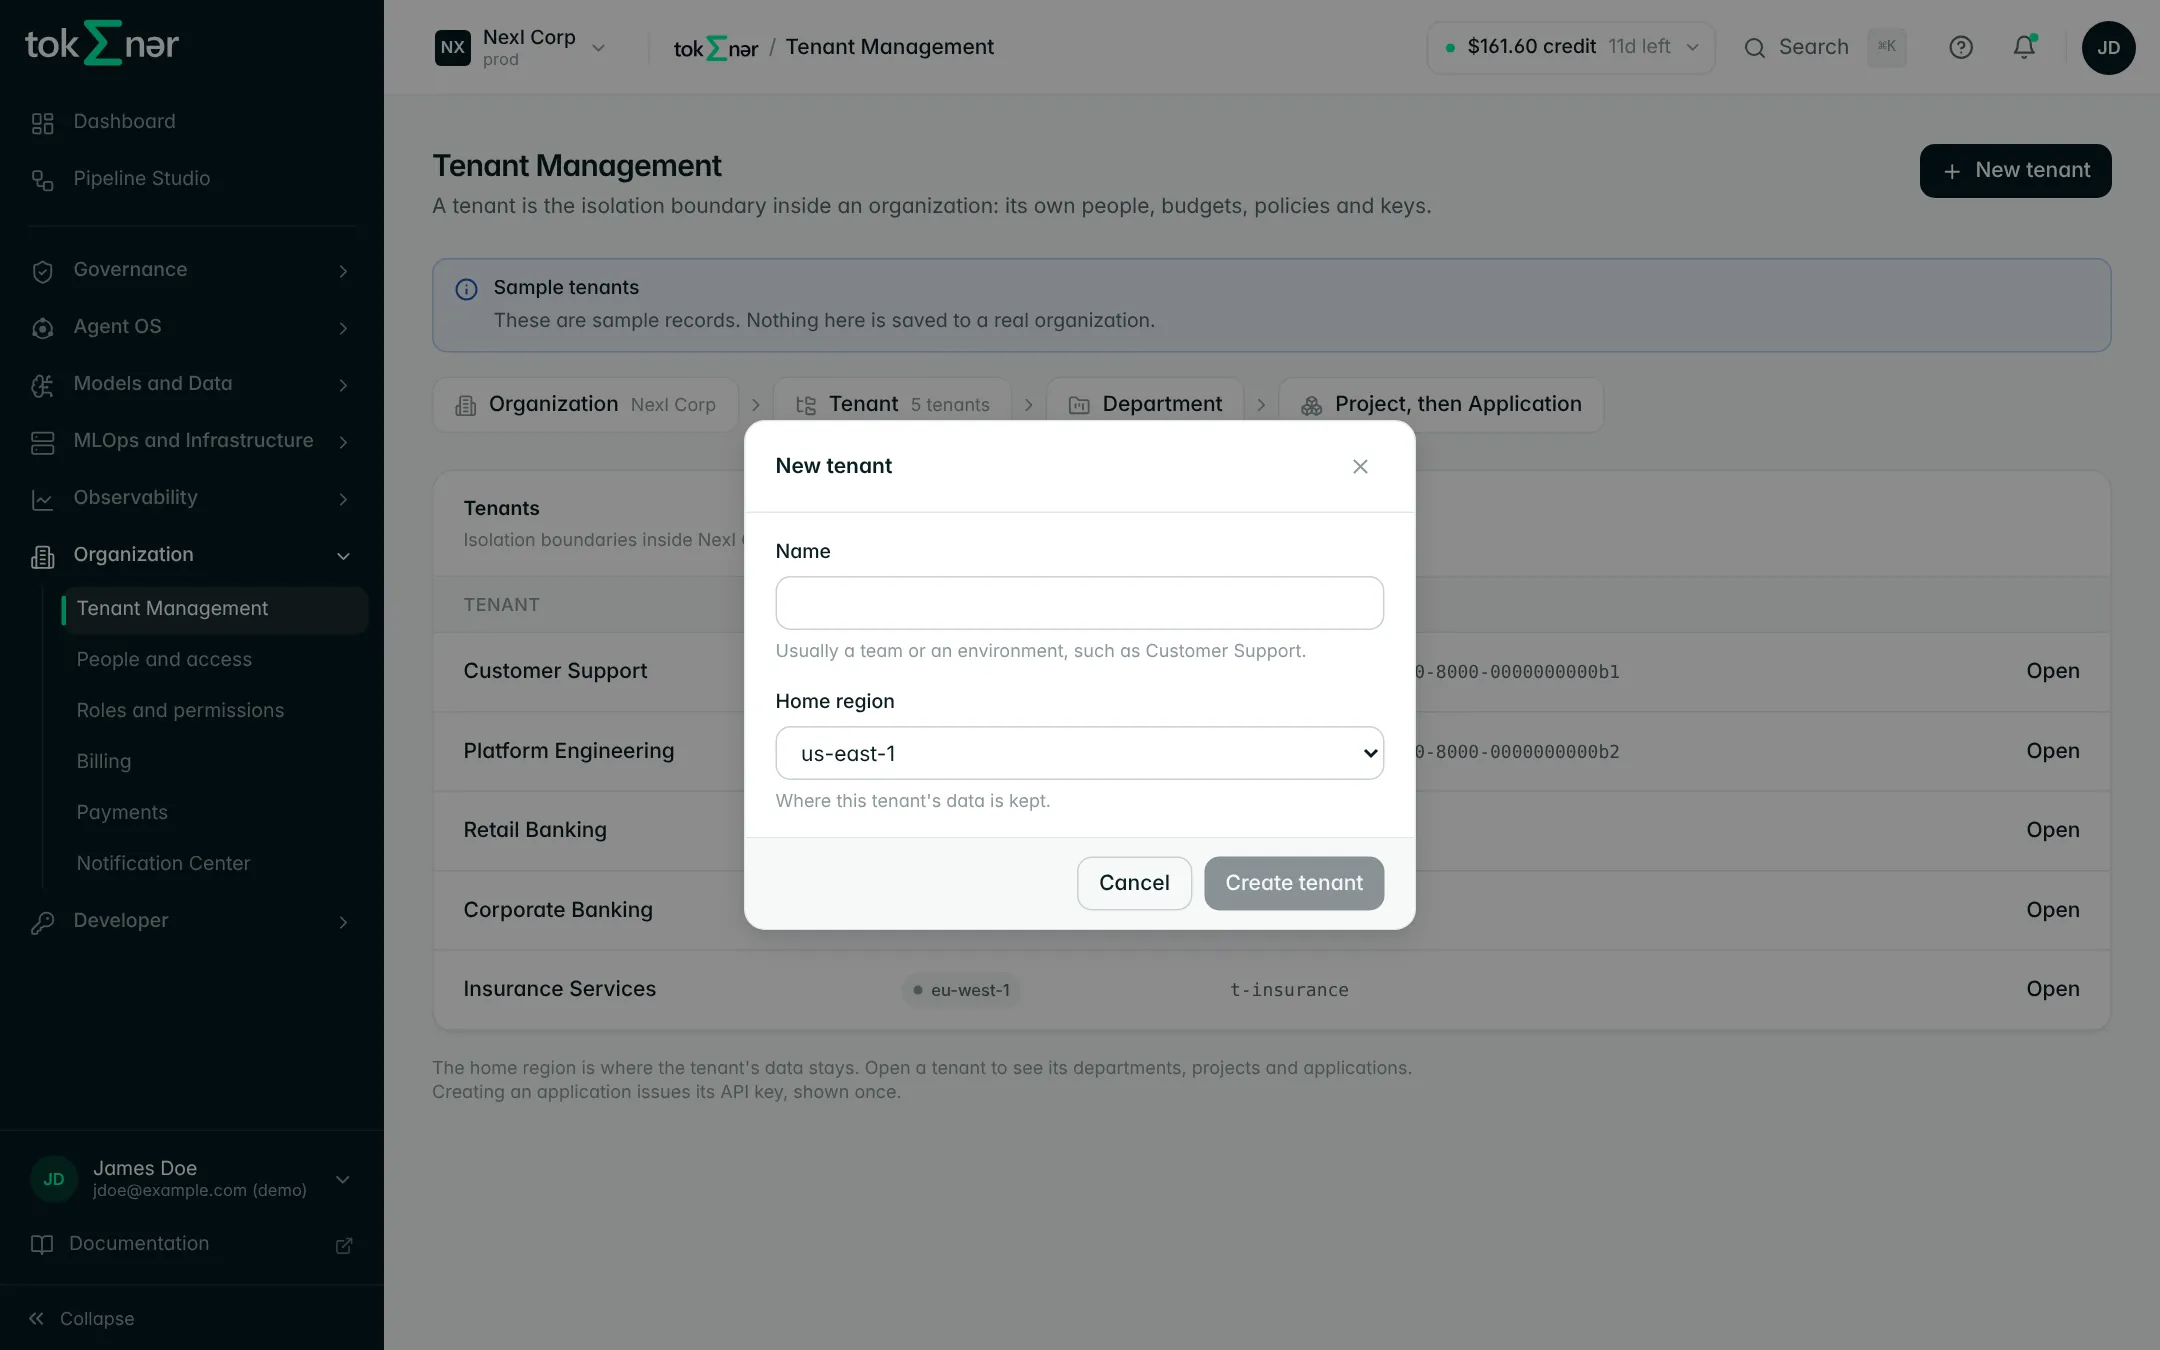 tokΣnər
Dashboard
Pipeline Studio
Governance
Agent OS
Models and Data
MLOps and Infrastructure
Observability
Organization
Tenant Management
People and access
Roles and permissions
Billing
Payments
Notification Center
Developer
JD
James Doe
jdoe@example.com (demo)
Documentation
Collapse
NX
Nexl Corp
prod
tokΣnər / Tenant Management
$161.60 credit 11d left
Search ⌘K
JD
Tenant Management
A tenant is the isolation boundary inside an organization: its own people, budgets, policies and keys.
+ New tenant
Sample tenants
These are sample records. Nothing here is saved to a real organization.
Organization Nexl Corp
Tenant 5 tenants
Department
Project, then Application
Tenants
Isolation boundaries inside Nexl
TENANT
Customer Support 0-8000-0000000000b1 Open
Platform Engineering 0-8000-0000000000b2 Open
Retail Banking Open
Corporate Banking Open
Insurance Services eu-west-1 t-insurance Open
The home region is where the tenant's data stays. Open a tenant to see its departments, projects and applications.
Creating an application issues its API key, shown once.
New tenant
Name
Usually a team or an environment, such as Customer Support.
Home region
us-east-1
Where this tenant's data is kept.
Cancel
Create tenant